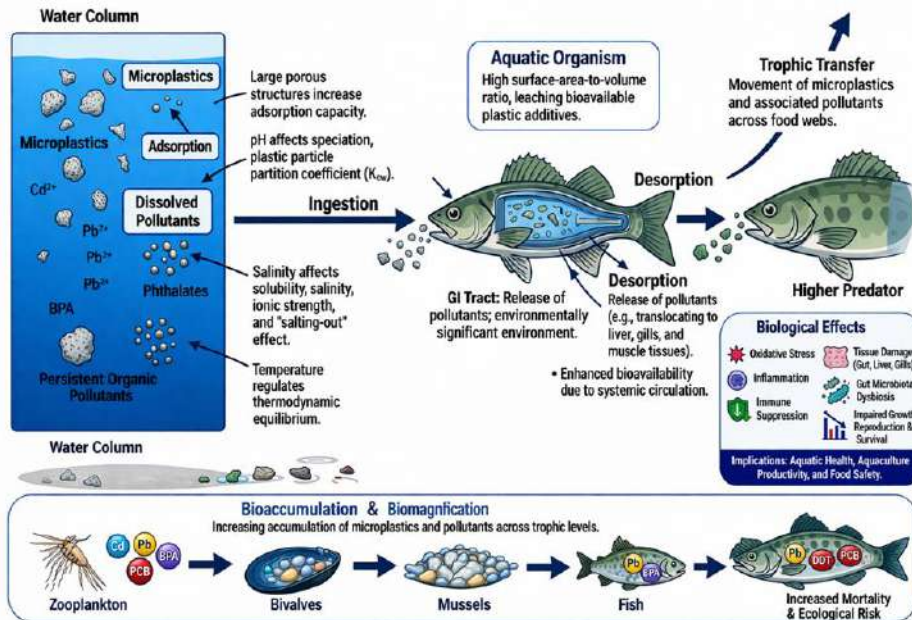 Water Column
Microplastics
Adsorption
Microplastics
Cd²⁺
Dissolved
Pollutants
Pb²⁺
Pb²⁺
Pb²⁺
Phthalates
BPA
Persistent Organic
Pollutants
Large porous
structures increase
adsorption capacity.
pH affects speciation,
plastic particle
partition coefficient (Kow).
Salinity affects
solubility, salinity,
ionic strength,
and "salting-out"
effect.
Temperature
regulates
thermodynamic
equilibrium.
Ingestion
Aquatic Organism
High surface-area-to-volume
ratio, leaching bioavailable
plastic additives.
GI Tract: Release of
pollutants; environmentally
significant environment.
Desorption
Desorption
Release of pollutants
(e.g., translocating to
liver, gills, and
muscle tissues).
• Enhanced bioavailability
due to systemic circulation.
Trophic Transfer
Movement of microplastics
and associated pollutants
across food webs.
Higher Predator
Biological Effects
Oxidative Stress
Inflammation
Immune
Suppression
Tissue Damage
(Gut, Liver, Gills)
Gut Microbiota
Dysbiosis
Impaired Growth
Reproduction &
Survival
Implications: Aquatic Health, Aquaculture
Productivity, and Food Safety.
Water Column
Bioaccumulation & Biomagnification
Increasing accumulation of microplastics and pollutants across trophic levels.
Cd
Pb
BPA
PCB
Zooplankton
Bivalves
Mussels
Pb
BPA
Fish
Pb
DDT
PCB
Increased Mortality
& Ecological Risk